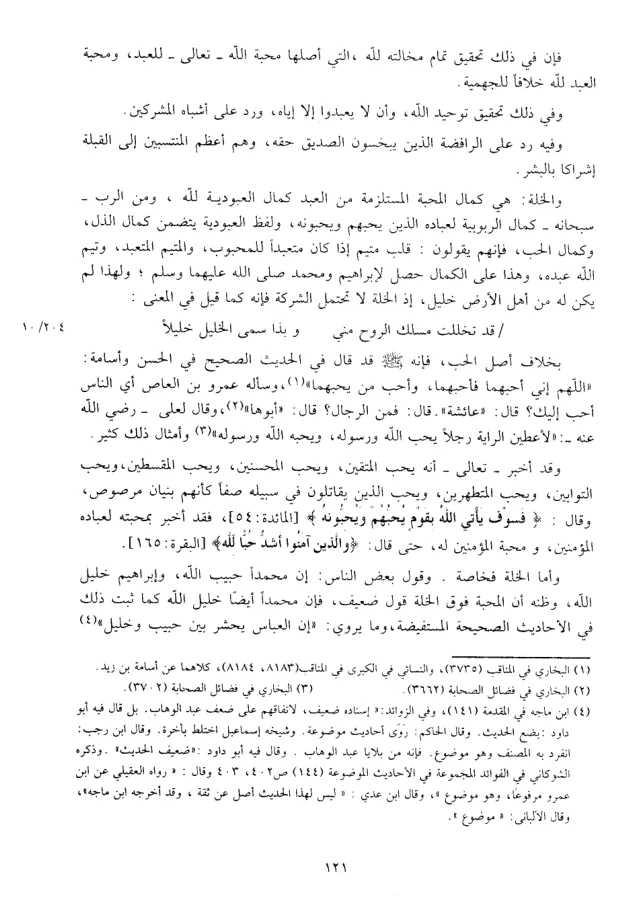 فإن في ذلك تحقيق تمام مخالته لله ،التي أصلها محبة الله ـ تعالى ـ للعبد، ومحبة
العبد لله خلافاً للجهمية.
وفي ذلك تحقيق توحيد الله، وأن لا يعبدوا إلا إياه، ورد على أشباه المشركين.
وفيه رد على الرافضة الذين يبخسون الصديق حقه، وهم أعظم المنتسبين إلى القبلة
إشراكا بالبشر.
والخلة: هي كمال المحبة المستلزمة من العبد كمال العبودية لله ، ومن الرب ـ
سبحانه ـ كمال الربوبية لعباده الذين يحبهم ويحبونه، ولفظ العبودية يتضمن كمال الذل،
وكمال الحب، فإنهم يقولون : قلب متيم إذا كان متعبداً للمحبوب، والمتيم المتعبد، وتيم
الله عبده، وهذا على الكمال حصل لإبراهيم ومحمد صلى الله عليهما وسلم ؛ ولهذا لم
يكن له من أهل الأرض خليل، إذ الخلة لا تحتمل الشركة فإنه كما قيل في المعنى :
/ قد تخللت مسلك الروح مني و بذا سمى الخليل خليلاً ١٠/٢٠٤
بخلاف أصل الحب، فإنه ﷺ قد قال في الحديث الصحيح في الحسن وأسامة:
«اللّهم إني أحبهما فأحبهما، وأحب من يحبهما»(١)،وسأله عمرو بن العاص أي الناس
أحب إليك؟ قال: «عائشة».قال: فمن الرجال؟ قال: «أبوها»(٢)،وقال لعلى ـ رضي الله
عنه ـ:«لأعطين الراية رجلاً يحب الله ورسوله، ويحبه الله ورسوله»(٣) وأمثال ذلك كثير.
وقد أخبر ـ تعالى ـ أنه يحب المتقين، ويحب المحسنين، ويحب المقسطين،ويحب
التوابين، ويحب المتطهرين، ويحب الذين يقاتلون في سبيله صفاً كأنهم بنيان مرصوص،
وقال : ﴿ فَسَوْفَ يَأْتِي اللَّهُ بِقَوْمٍ يُحِبُّهُمْ وَيُحِبُّونَهُ ﴾ [المائدة:٥٤]، فقد أخبر بمحبته لعباده
المؤمنين، و محبة المؤمنين له، حتى قال: ﴿وَالَّذِينَ آمَنُوا أَشَدُّ حُبًّا لِّلَّهِ﴾ [البقرة:١٦٥].
وأما الخلة فخاصة . وقول بعض الناس: إن محمداً حبيب الله، وإبراهيم خليل
الله، وظنه أن المحبة فوق الخلة قول ضعيف، فإن محمداً أيضًا خليل الله كما ثبت ذلك
في الأحاديث الصحيحة المستفيضة،وما يروي: «إن العباس يحشر بين حبيب وخليل»(٤)
(١) البخاري في المناقب (٣٧٣٥)، والنسائي في الكبرى في المناقب(٨١٨٣، ٨١٨٤)، كلاهما عن أسامة بن زيد.
(٢) البخاري في فضائل الصحابة (٣٦٦٢). (٣) البخاري في فضائل الصحابة (٣٧٠٢).
(٤) ابن ماجه في المقدمة (١٤١)، وفي الزوائد:« إسناده ضعيف، لاتفاقهم على ضعف عبد الوهاب. بل قال فيه أبو
داود :يضع الحديث. وقال الحاكم: رَوَى أحاديث موضوعة. وشيخه إسماعيل اختلط بأخرة. وقال ابن رجب:
انفرد به المصنف وهو موضوع. فإنه من بلايا عبد الوهاب . وقال فيه أبو داود :«ضعيف الحديث». وذكره
الشوكاني في الفوائد المجموعة في الأحاديث الموضوعة (١٤٤) ص٤٠٢، ٤٠٣ وقال : « رواه العقيلي عن ابن
عمرو مرفوعًا، وهو موضوع »، وقال ابن عدي : « ليس لهذا الحديث أصل عن ثقة ، وقد أخرجه ابن ماجه»،
وقال الألبانى: « موضوع ».
١٢١